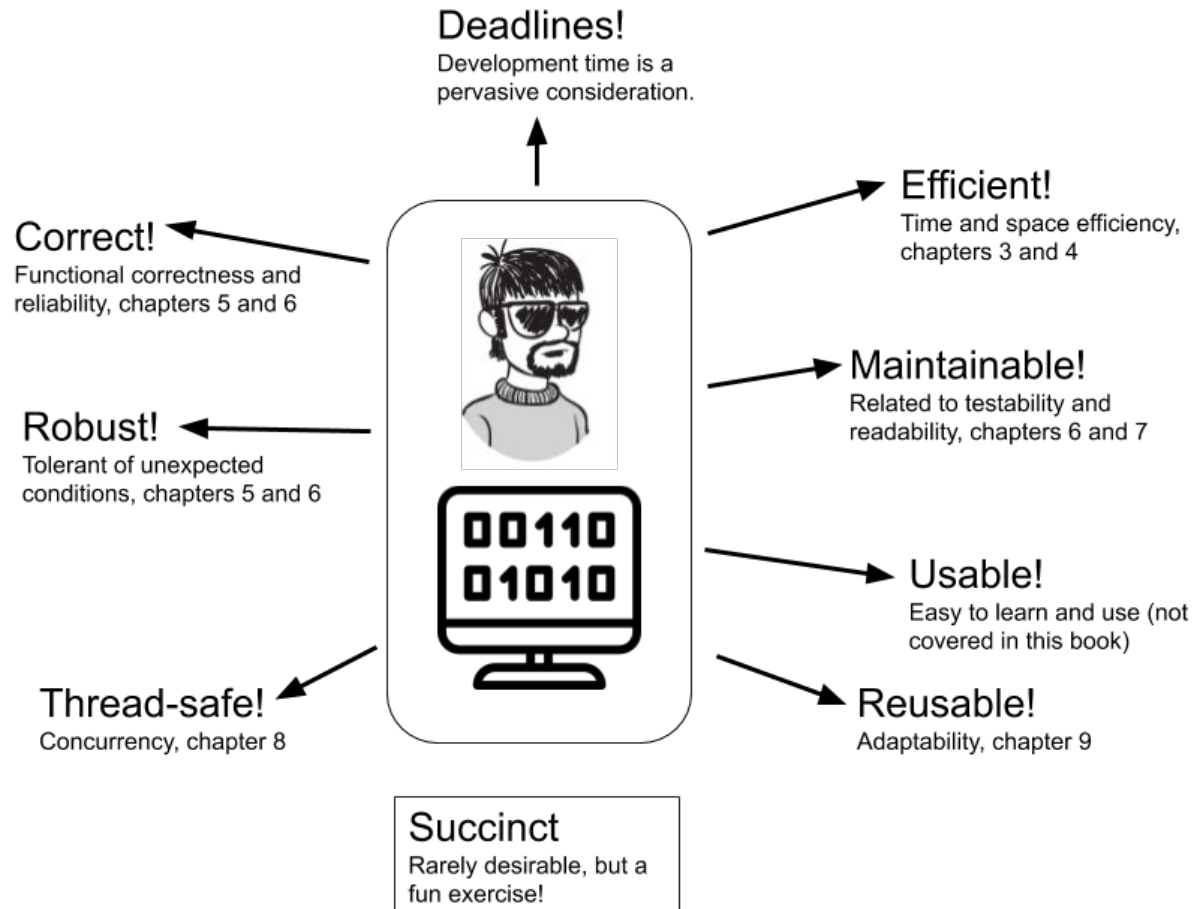 Deadlines!
Development time is a
pervasive consideration.
Efficient!
Time and space efficiency,
chapters 3 and 4
Correct!
Functional correctness and
reliability, chapters 5 and 6
Maintainable!
Related to testability and
readability, chapters 6 and 7
Robust!
Tolerant of unexpected
conditions, chapters 5 and 6
00110
01010
Usable!
Easy to learn and use (not
covered in this book)
Thread-safe!
Concurrency, chapter 8
Reusable!
Adaptability, chapter 9
Succinct
Rarely desirable, but a
fun exercise!